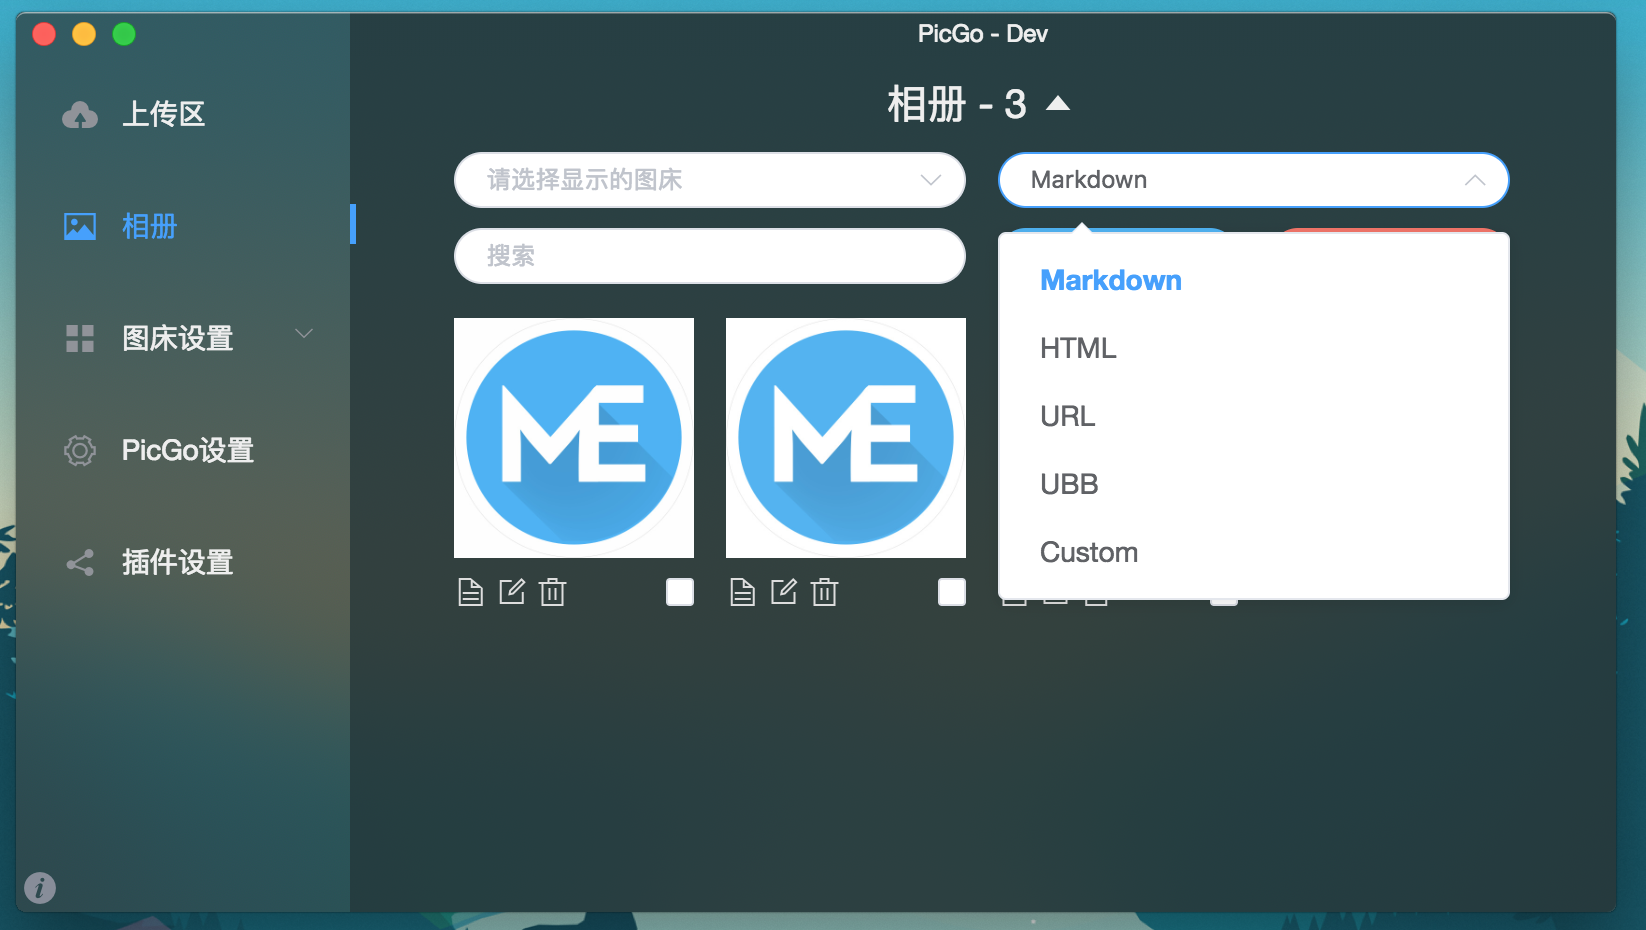 PicGo - Dev
上传区
相册
图床设置
PicGo设置
插件设置
相册 - 3
请选择显示的图床
Markdown
搜索
Markdown
HTML
URL
UBB
Custom
ME
ME
i